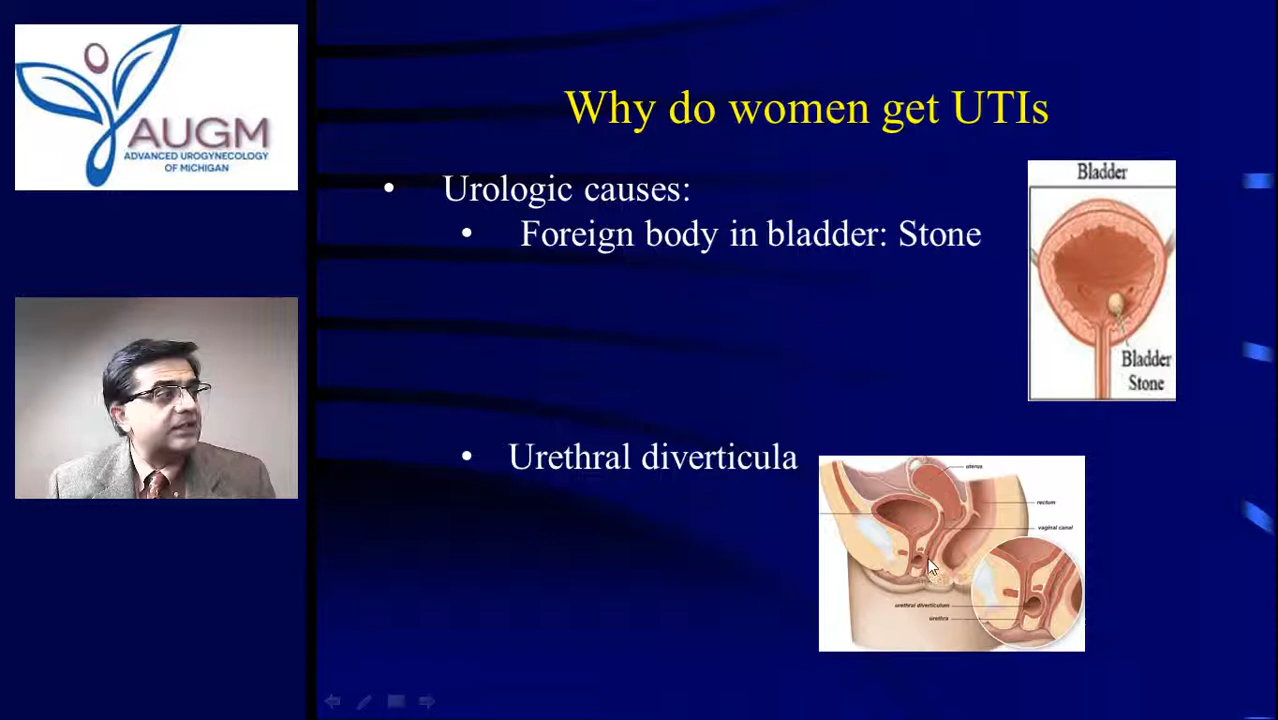 AUGM
ADVANCED UROGYNECOLOGY
OF MICHIGAN
Why do women get UTIs
• Urologic causes:
• Foreign body in bladder: Stone
Bladder
Bladder
Stone
• Urethral diverticula
uterus
rectum
vaginal canal
urethral diverticulum
urethra